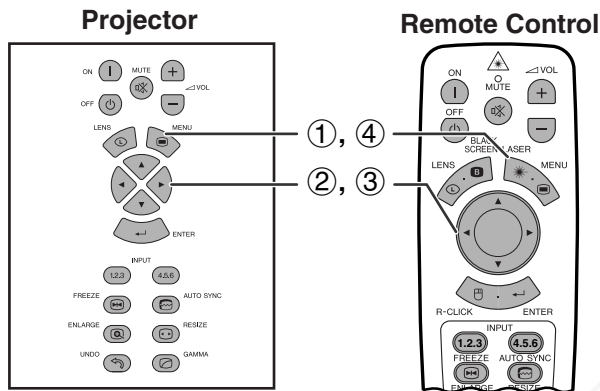 Projector
ON
MUTE
VOL
OFF
LENS
MENU
L
ENTER
INPUT
1.2.3
4.5.6
FREEZE
AUTO SYNC
ENLARGE
RESIZE
UNDO
GAMMA
①, ④
②, ③
Remote Control
ON
MUTE
VOL
OFF
BLACK
SCREEN
LASER
LENS
B
MENU
L
R-CLICK
ENTER
INPUT
1.2.3
4.5.6
FREEZE
AUTO SYNC
ENLARGE
RESIZE